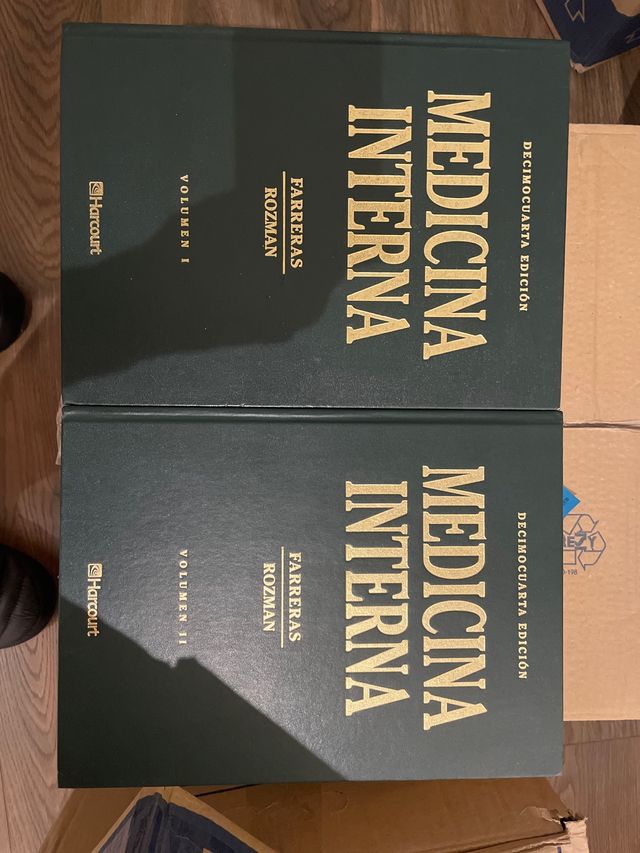 DECIMOCUARTA EDICIÓN
MEDICINA
INTERNA
FARRERAS
ROZMAN
VOLUMEN I
Harcourt
DECIMOCUARTA EDICIÓN
MEDICINA
INTERNA
FARRERAS
ROZMAN
VOLUMEN II
Harcourt